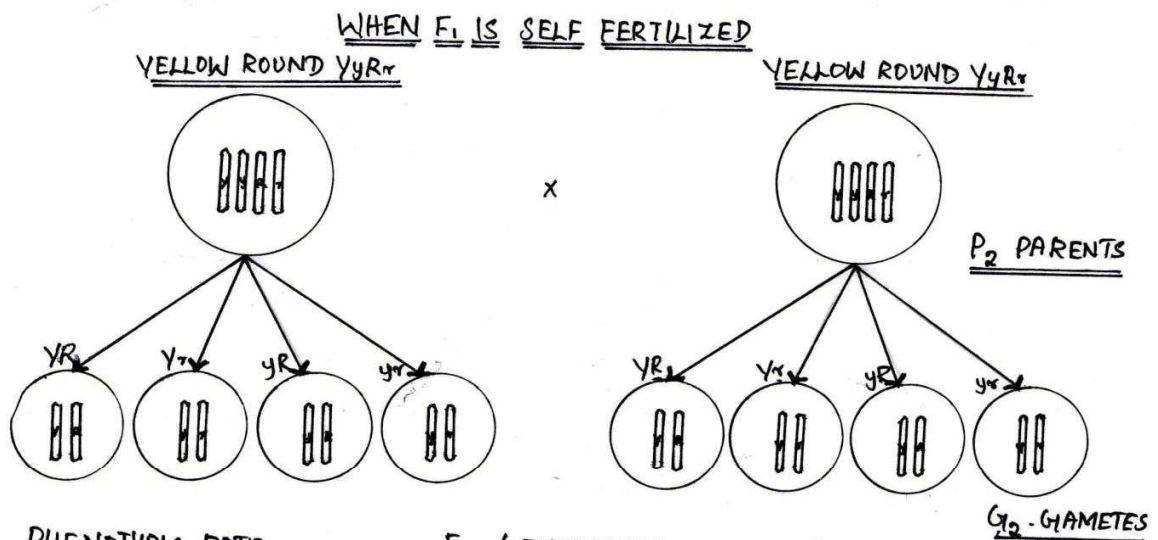 WHEN F₁ IS SELF FERTILIZED
YELLOW ROUND YyRr
YELLOW ROUND YyRr
Y y R r
x
Y y R r
P₂ PARENTS
YR Yr yR yr
YR Yr yR yr
G₂ - GAMETES